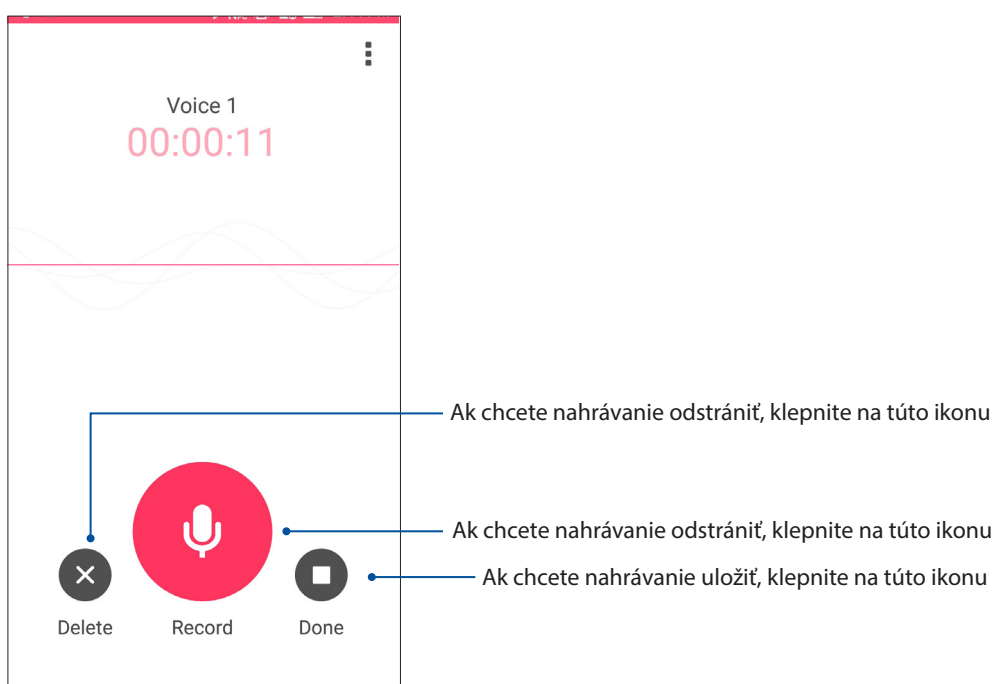 Voice 1
00:00:11
Ak chcete nahrávanie odstrániť, klepnite na túto ikonu
Ak chcete nahrávanie odstrániť, klepnite na túto ikonu
Ak chcete nahrávanie uložiť, klepnite na túto ikonu
Delete
Record
Done